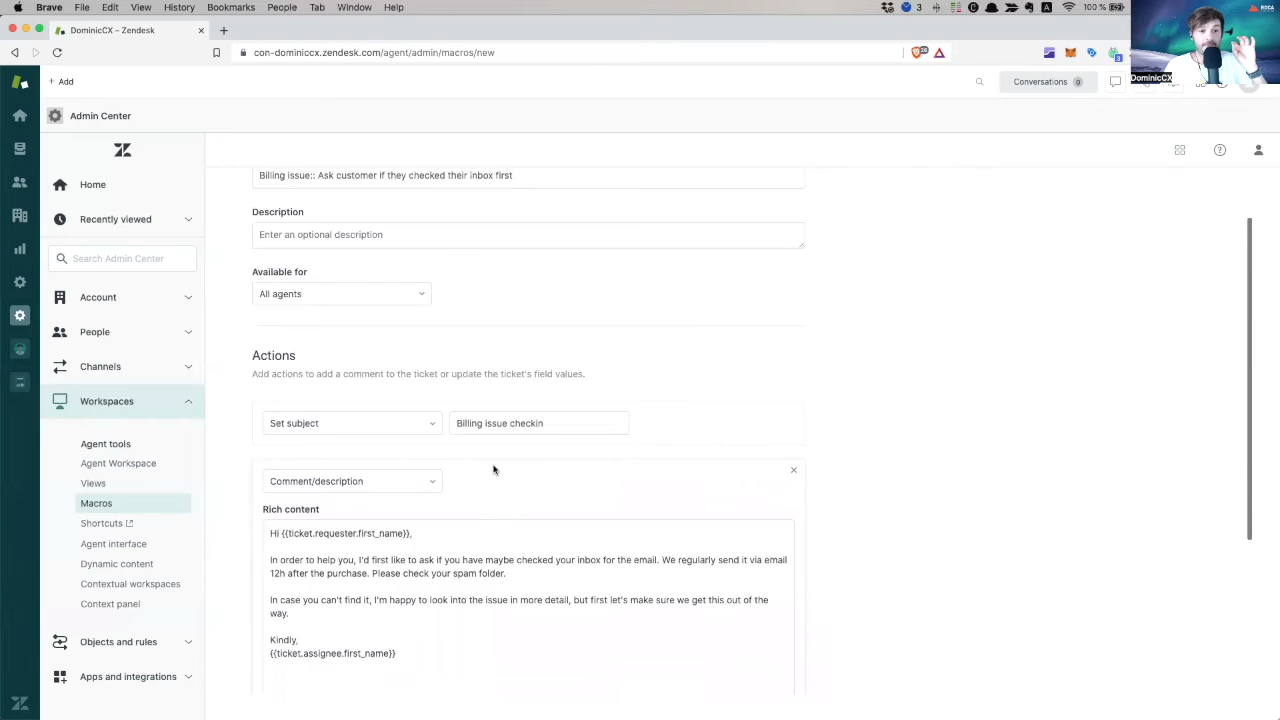 Brave File Edit View History Bookmarks People Tab Window Help
3
A
100 %
DominicCX – Zendesk
con-dominiccx.zendesk.com/agent/admin/macros/new
ROCA
DominicCX
+ Add
Conversations 0
Admin Center
Home
Recently viewed
Search Admin Center
Account
People
Channels
Workspaces
Agent tools
Agent Workspace
Views
Macros
Shortcuts
Agent interface
Dynamic content
Contextual workspaces
Context panel
Objects and rules
Apps and integrations
Billing issue:: Ask customer if they checked their inbox first
Description
Enter an optional description
Available for
All agents
Actions
Add actions to add a comment to the ticket or update the ticket's field values.
Set subject
Billing issue checkin
Comment/description
Rich content
Hi {{ticket.requester.first_name}},
In order to help you, I'd first like to ask if you have maybe checked your inbox for the email. We regularly send it via email
12h after the purchase. Please check your spam folder.
In case you can't find it, I'm happy to look into the issue in more detail, but first let's make sure we get this out of the
way.
Kindly,
{{ticket.assignee.first_name}}